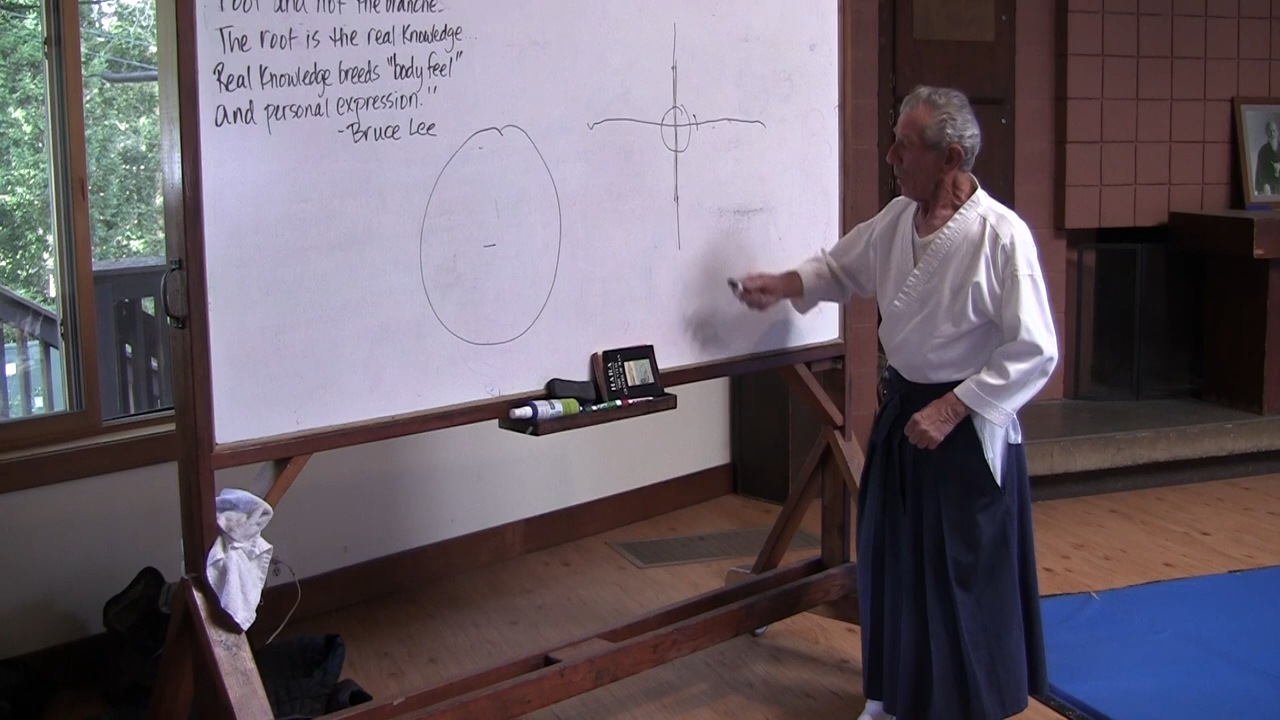 root and not the branche..
The root is the real Knowledge...
Real Knowledge breeds "body feel"
and personal expression."
-Bruce Lee
HARA